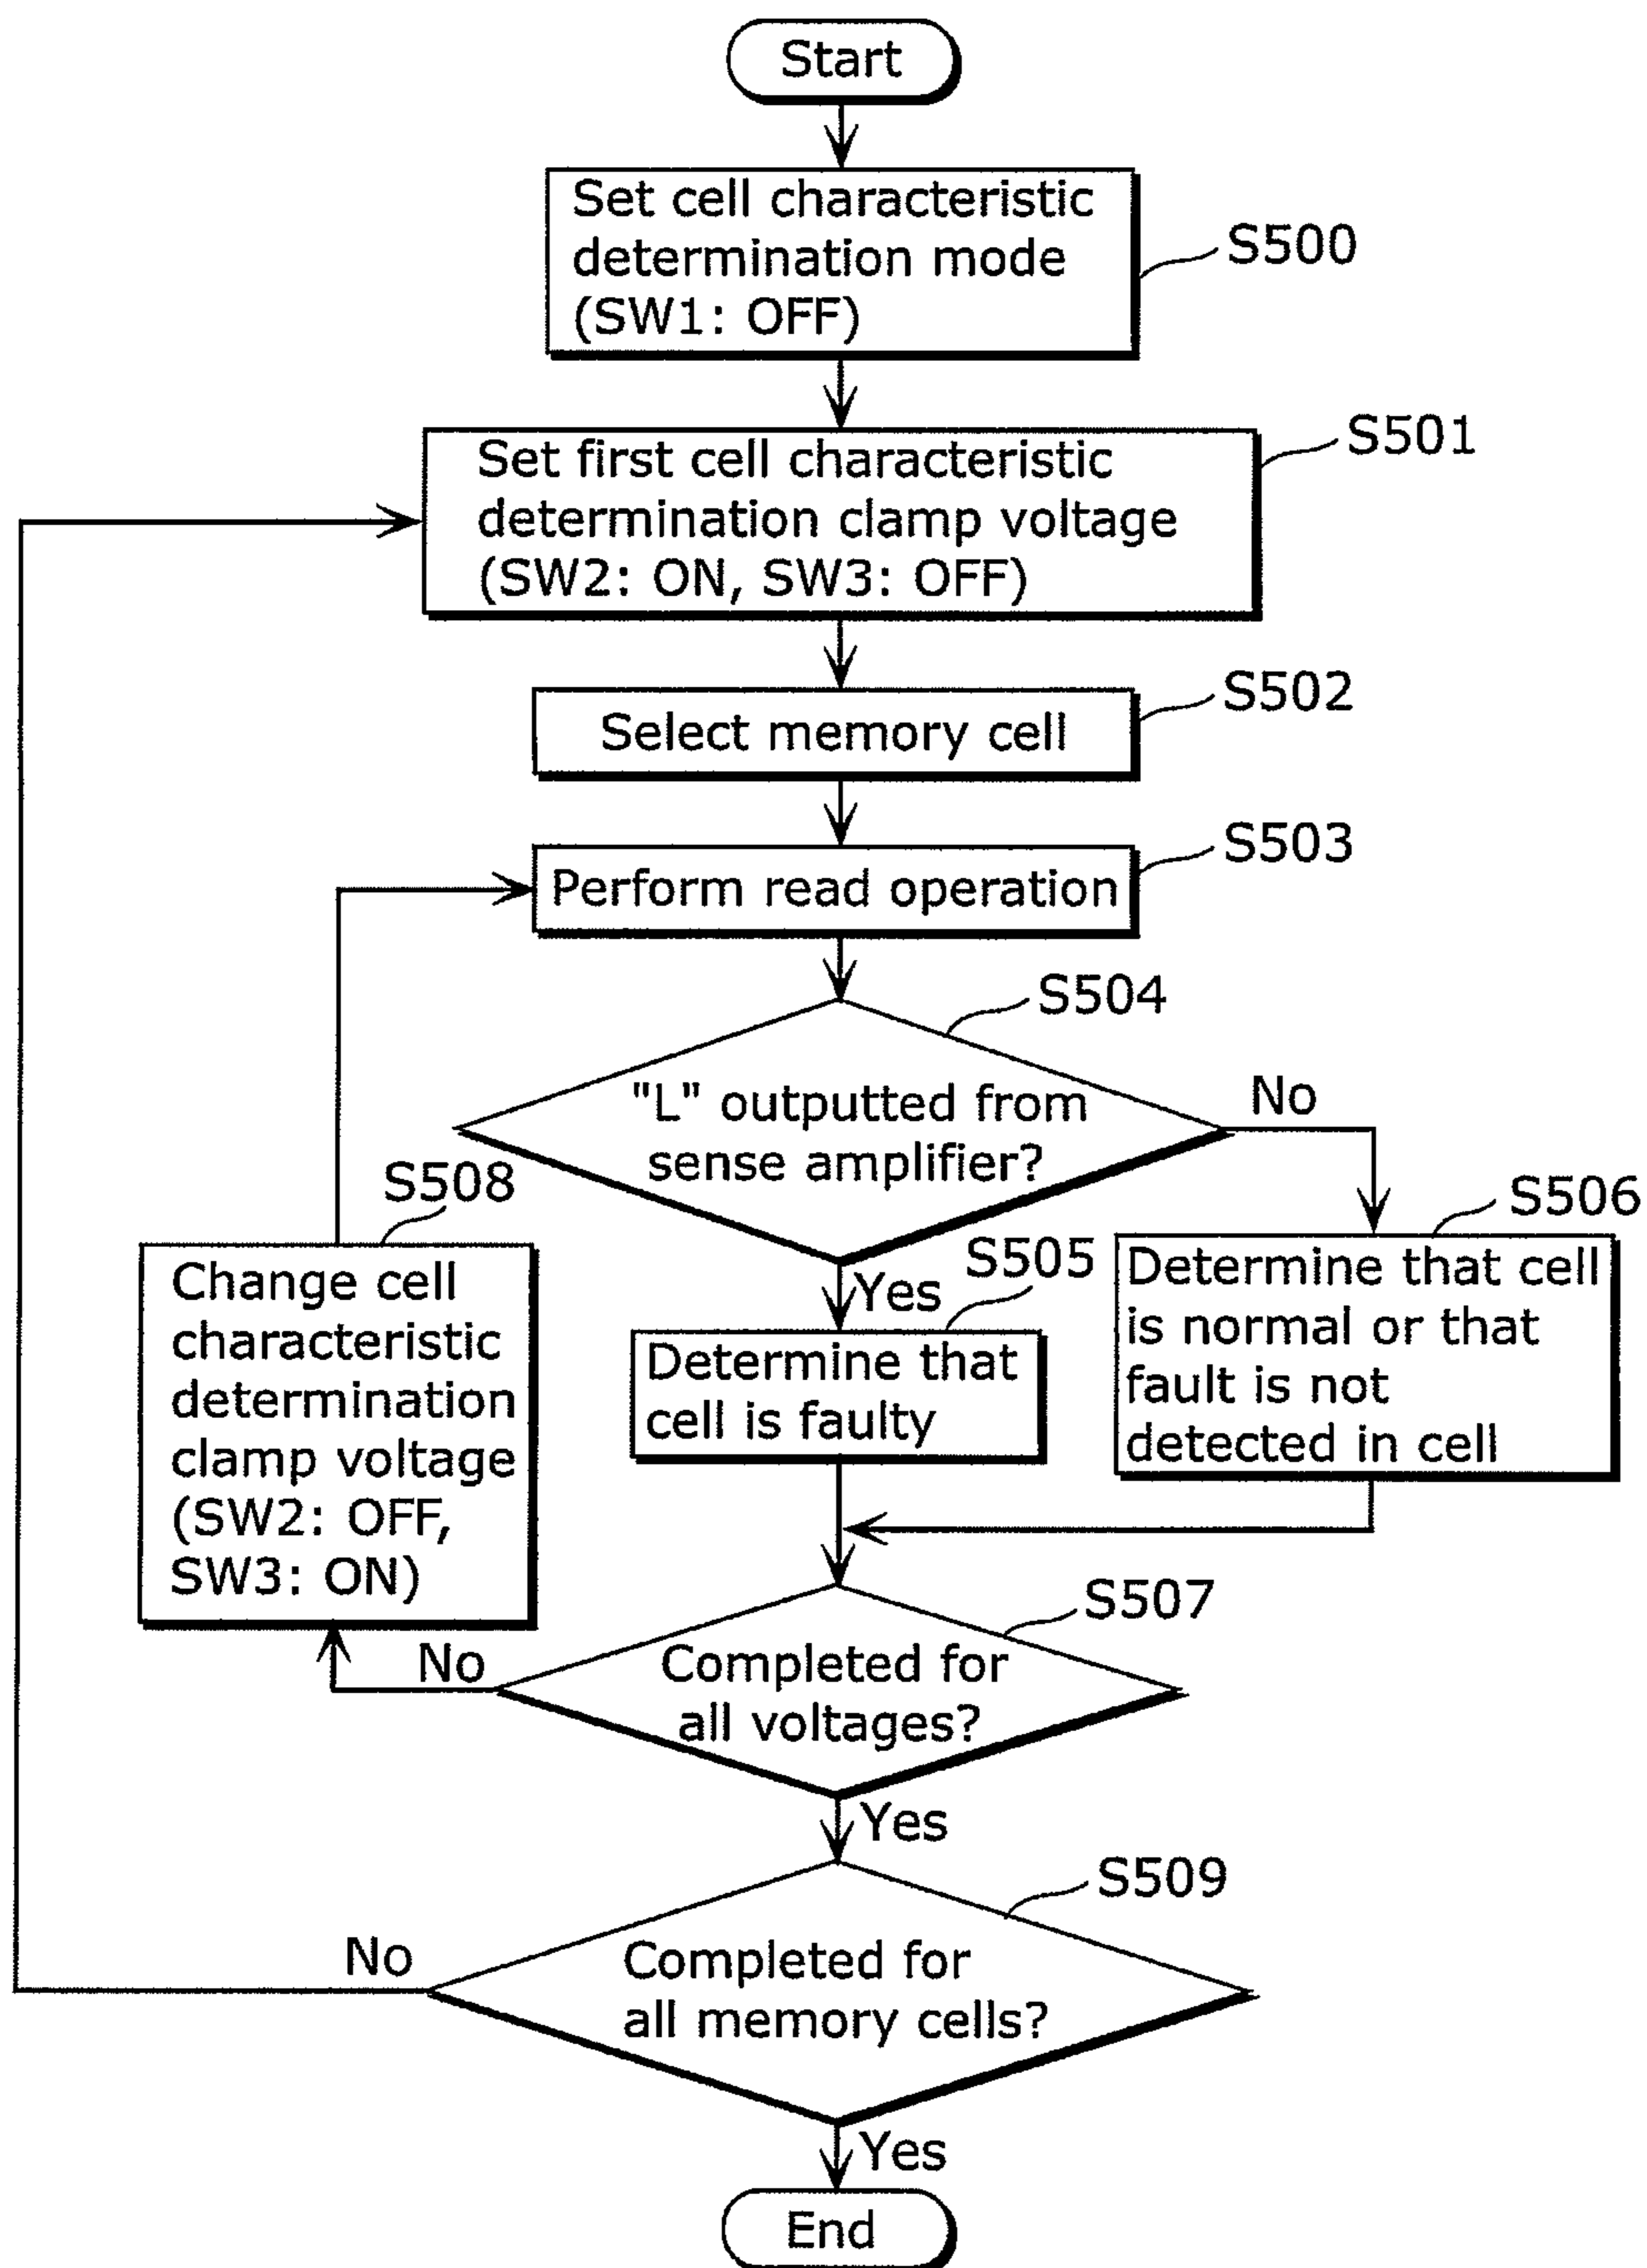 Start
Set cell characteristic
determination mode
(SW1: OFF)
S500
Set first cell characteristic
determination clamp voltage
(SW2: ON, SW3: OFF)
S501
Select memory cell
S502
Perform read operation
S503
"L" outputted from
sense amplifier?
S504
No
Yes
Determine that
cell is faulty
S505
Determine that cell
is normal or that
fault is not
detected in cell
S506
Change cell
characteristic
determination
clamp voltage
(SW2: OFF,
SW3: ON)
S508
Completed for
all voltages?
S507
No
Yes
Completed for
all memory cells?
S509
No
Yes
End